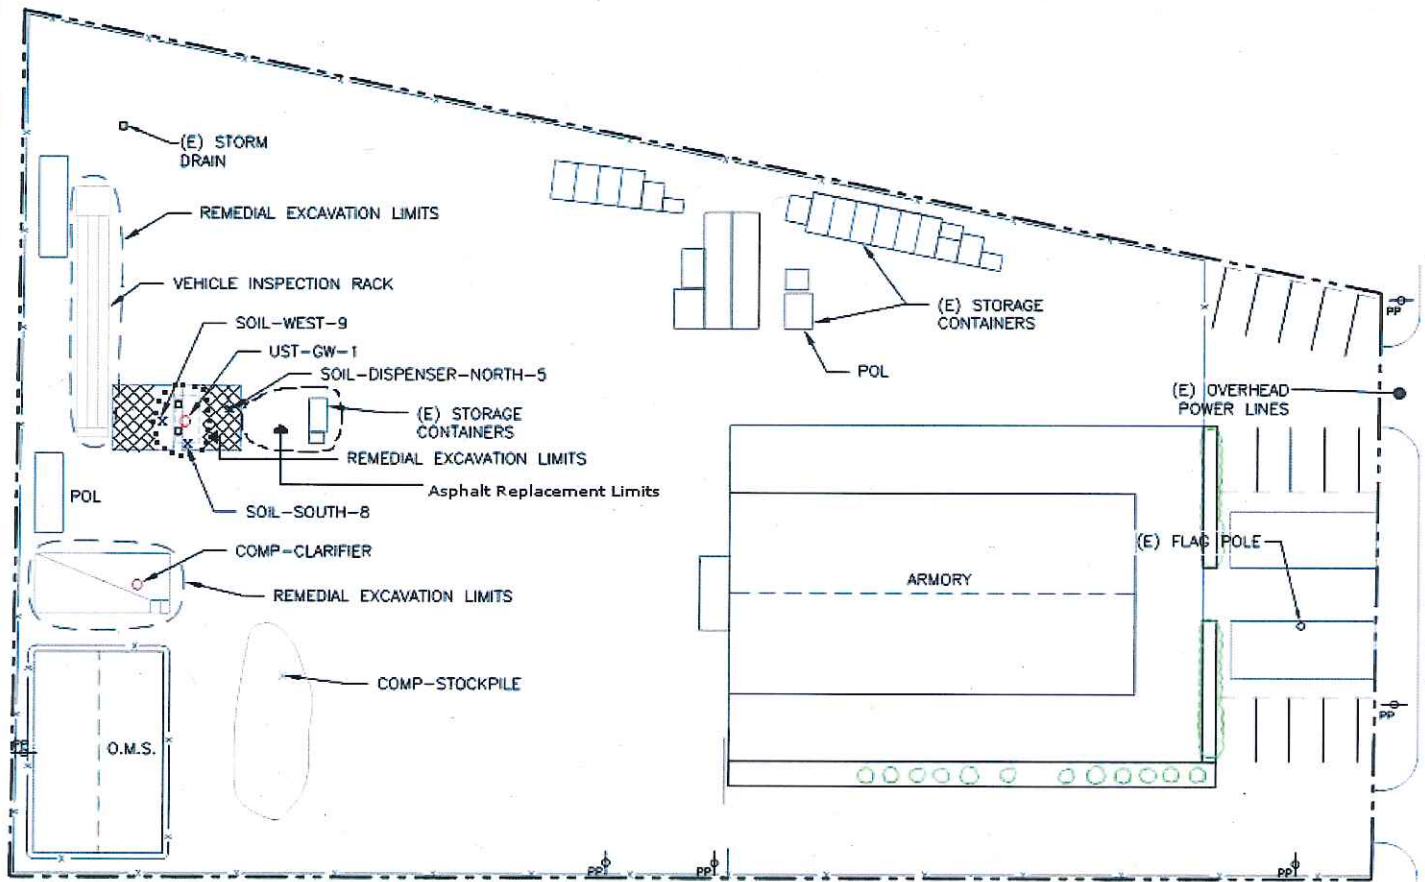 (E) STORM
DRAIN
REMEDIAL EXCAVATION LIMITS
VEHICLE INSPECTION RACK
SOIL-WEST-9
UST-GW-1
SOIL-DISPENSER-NORTH-5
(E) STORAGE
CONTAINERS
REMEDIAL EXCAVATION LIMITS
Asphalt Replacement Limits
SOIL-SOUTH-8
POL
COMP-CLARIFIER
REMEDIAL EXCAVATION LIMITS
COMP-STOCKPILE
O.M.S.
PP
(E) STORAGE
CONTAINERS
POL
PP
(E) OVERHEAD
POWER LINES
(E) FLAG POLE
ARMORY
PP
PP
PP
PP